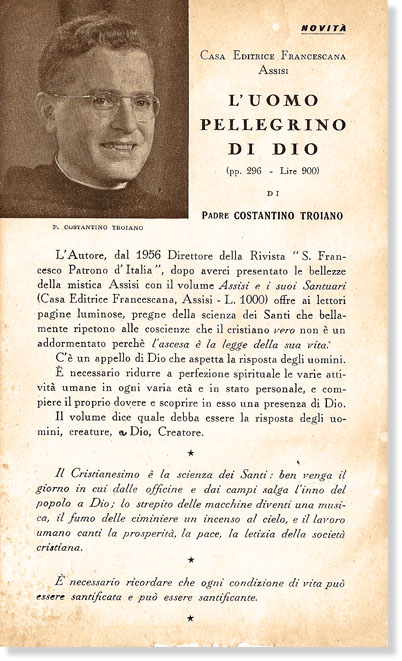 NOVITÀ
CASA EDITRICE FRANCESCANA
ASSISI
L'UOMO
PELLEGRINO
DI DIO
(pp. 296 - Lire 900)
DI
PADRE COSTANTINO TROIANO
P. COSTANTINO TROIANO
L'Autore, dal 1956 Direttore della Rivista “ S. Fran-
cesco Patrono d'Italia „, dopo averci presentato le bellezze
della mistica Assisi con il volume Assisi e i suoi Santuari
(Casa Editrice Francescana, Assisi - L. 1000) offre ai lettori
pagine luminose, pregne della scienza dei Santi che bella-
mente ripetono alle coscienze che il cristiano vero non è un
addormentato perchè l'ascesa è la legge della sua vita.
C'è un appello di Dio che aspetta la risposta degli uomini.
È necessario ridurre a perfezione spirituale le varie atti-
vità umane in ogni varia età e in stato personale, e com-
piere il proprio dovere e scoprire in esso una presenza di Dio.
Il volume dice quale debba essere la risposta degli uo-
mini, creature, a Dio, Creatore.
★
Il Cristianesimo è la scienza dei Santi: ben venga il
giorno in cui dalle officine e dai campi salga l'inno del
popolo a Dio; lo strepito delle macchine diventi una musi-
ca, il fumo delle ciminiere un incenso al cielo, e il lavoro
umano canti la prosperità, la pace, la letizia della società
cristiana.
★
È necessario ricordare che ogni condizione di vita può
essere santificata e può essere santificante.
★